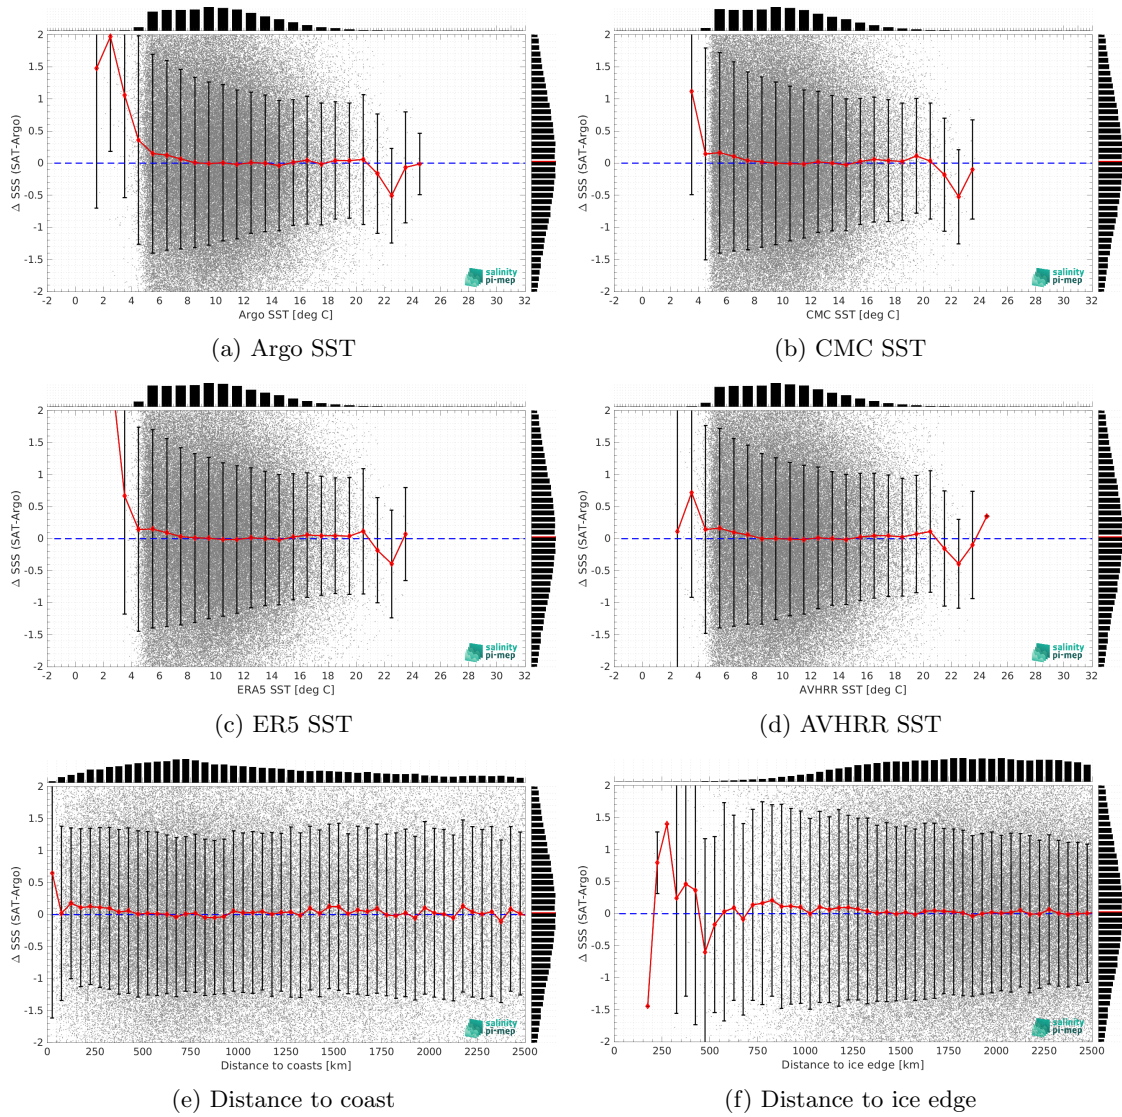 2
1.5
1
0.5
0
-0.5
-1
-1.5
-2
Δ SSS (SAT-Argo)
salinity
pi-mep
-2 0 2 4 6 8 10 12 14 16 18 20 22 24 26 28 30 32
Argo SST [deg C]
(a) Argo SST
2
1.5
1
0.5
0
-0.5
-1
-1.5
-2
Δ SSS (SAT-Argo)
salinity
pi-mep
-2 0 2 4 6 8 10 12 14 16 18 20 22 24 26 28 30 32
CMC SST [deg C]
(b) CMC SST
2
1.5
1
0.5
0
-0.5
-1
-1.5
-2
Δ SSS (SAT-Argo)
salinity
pi-mep
-2 0 2 4 6 8 10 12 14 16 18 20 22 24 26 28 30 32
ERA5 SST [deg C]
(c) ER5 SST
2
1.5
1
0.5
0
-0.5
-1
-1.5
-2
Δ SSS (SAT-Argo)
salinity
pi-mep
-2 0 2 4 6 8 10 12 14 16 18 20 22 24 26 28 30 32
AVHRR SST [deg C]
(d) AVHRR SST
2
1.5
1
0.5
0
-0.5
-1
-1.5
-2
Δ SSS (SAT-Argo)
salinity
pi-mep
0 250 500 750 1000 1250 1500 1750 2000 2250 2500
Distance to coasts [km]
(e) Distance to coast
2
1.5
1
0.5
0
-0.5
-1
-1.5
-2
Δ SSS (SAT-Argo)
salinity
pi-mep
0 250 500 750 1000 1250 1500 1750 2000 2250 2500
Distance to ice edge [km]
(f) Distance to ice edge